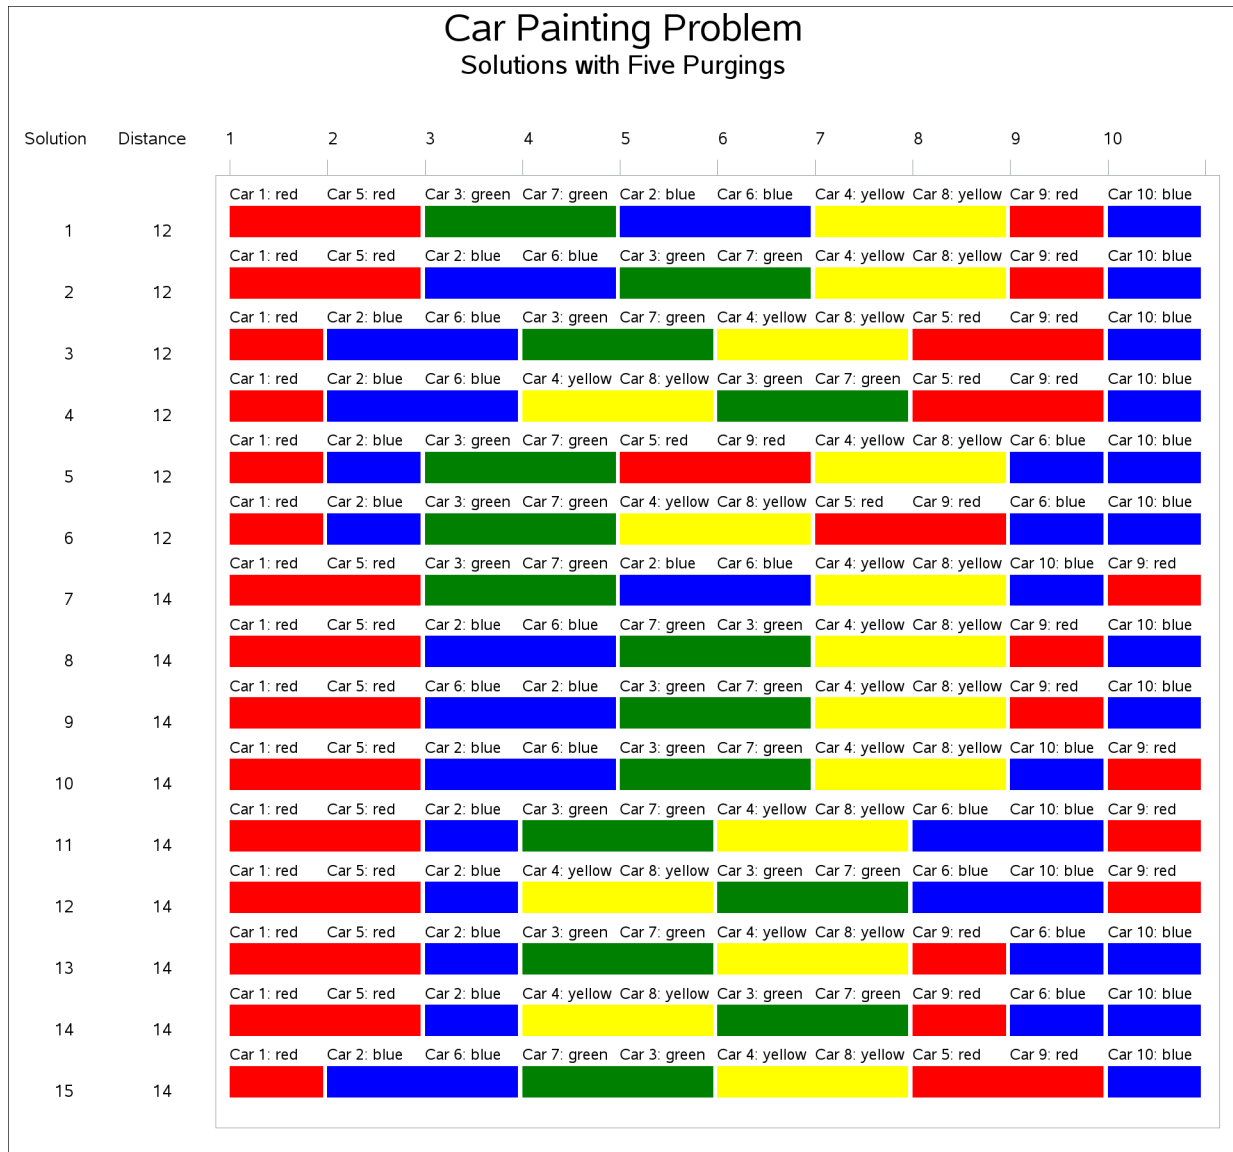 Car Painting Problem
Solutions with Five Purgings
Solution Distance 1 2 3 4 5 6 7 8 9 10
Car 1: red Car 5: red Car 3: green Car 7: green Car 2: blue Car 6: blue Car 4: yellow Car 8: yellow Car 9: red Car 10: blue
1 12
Car 1: red Car 5: red Car 2: blue Car 6: blue Car 3: green Car 7: green Car 4: yellow Car 8: yellow Car 9: red Car 10: blue
2 12
Car 1: red Car 2: blue Car 6: blue Car 3: green Car 7: green Car 4: yellow Car 8: yellow Car 5: red Car 9: red Car 10: blue
3 12
Car 1: red Car 2: blue Car 6: blue Car 4: yellow Car 8: yellow Car 3: green Car 7: green Car 5: red Car 9: red Car 10: blue
4 12
Car 1: red Car 2: blue Car 3: green Car 7: green Car 5: red Car 9: red Car 4: yellow Car 8: yellow Car 6: blue Car 10: blue
5 12
Car 1: red Car 2: blue Car 3: green Car 7: green Car 4: yellow Car 8: yellow Car 5: red Car 9: red Car 6: blue Car 10: blue
6 12
Car 1: red Car 5: red Car 3: green Car 7: green Car 2: blue Car 6: blue Car 4: yellow Car 8: yellow Car 10: blue Car 9: red
7 14
Car 1: red Car 5: red Car 2: blue Car 6: blue Car 7: green Car 3: green Car 4: yellow Car 8: yellow Car 9: red Car 10: blue
8 14
Car 1: red Car 5: red Car 6: blue Car 2: blue Car 3: green Car 7: green Car 4: yellow Car 8: yellow Car 9: red Car 10: blue
9 14
Car 1: red Car 5: red Car 2: blue Car 6: blue Car 3: green Car 7: green Car 4: yellow Car 8: yellow Car 10: blue Car 9: red
10 14
Car 1: red Car 5: red Car 2: blue Car 3: green Car 7: green Car 4: yellow Car 8: yellow Car 6: blue Car 10: blue Car 9: red
11 14
Car 1: red Car 5: red Car 2: blue Car 4: yellow Car 8: yellow Car 3: green Car 7: green Car 6: blue Car 10: blue Car 9: red
12 14
Car 1: red Car 5: red Car 2: blue Car 3: green Car 7: green Car 4: yellow Car 8: yellow Car 9: red Car 6: blue Car 10: blue
13 14
Car 1: red Car 5: red Car 2: blue Car 4: yellow Car 8: yellow Car 3: green Car 7: green Car 9: red Car 6: blue Car 10: blue
14 14
Car 1: red Car 2: blue Car 6: blue Car 7: green Car 3: green Car 4: yellow Car 8: yellow Car 5: red Car 9: red Car 10: blue
15 14